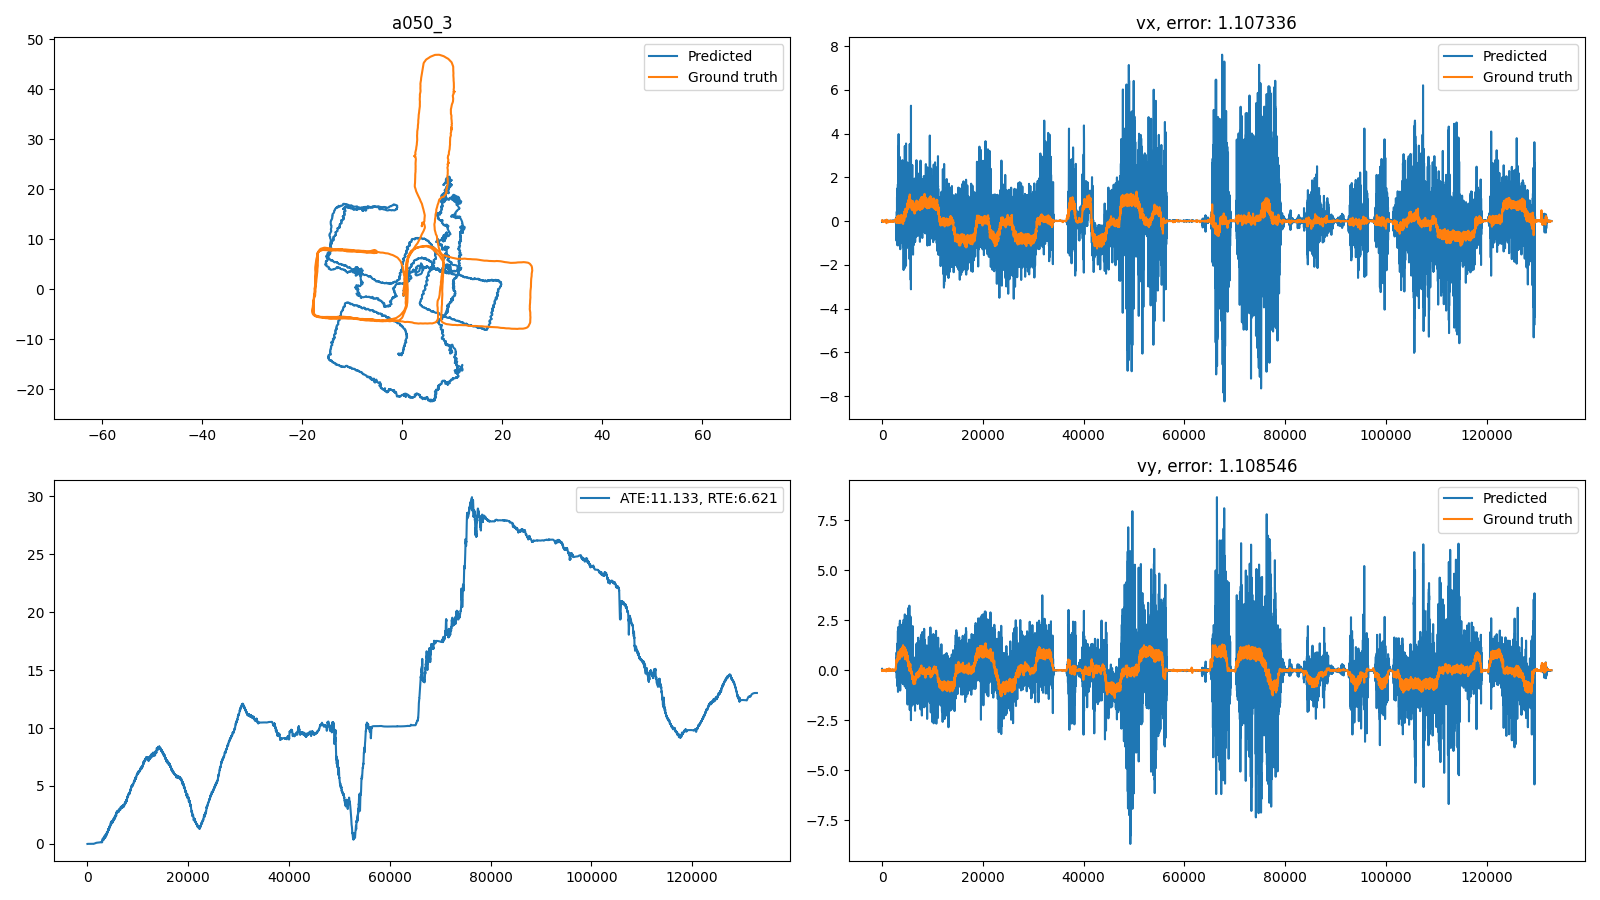 a050_3
50
40
30
20
10
0
−10
−20
−60 −40 −20 0 20 40 60
Predicted
Ground truth
vx, error: 1.107336
8
6
4
2
0
−2
−4
−6
−8
0 20000 40000 60000 80000 100000 120000
Predicted
Ground truth
30
25
20
15
10
5
0
0 20000 40000 60000 80000 100000 120000
ATE:11.133, RTE:6.621
vy, error: 1.108546
7.5
5.0
2.5
0.0
−2.5
−5.0
−7.5
0 20000 40000 60000 80000 100000 120000
Predicted
Ground truth